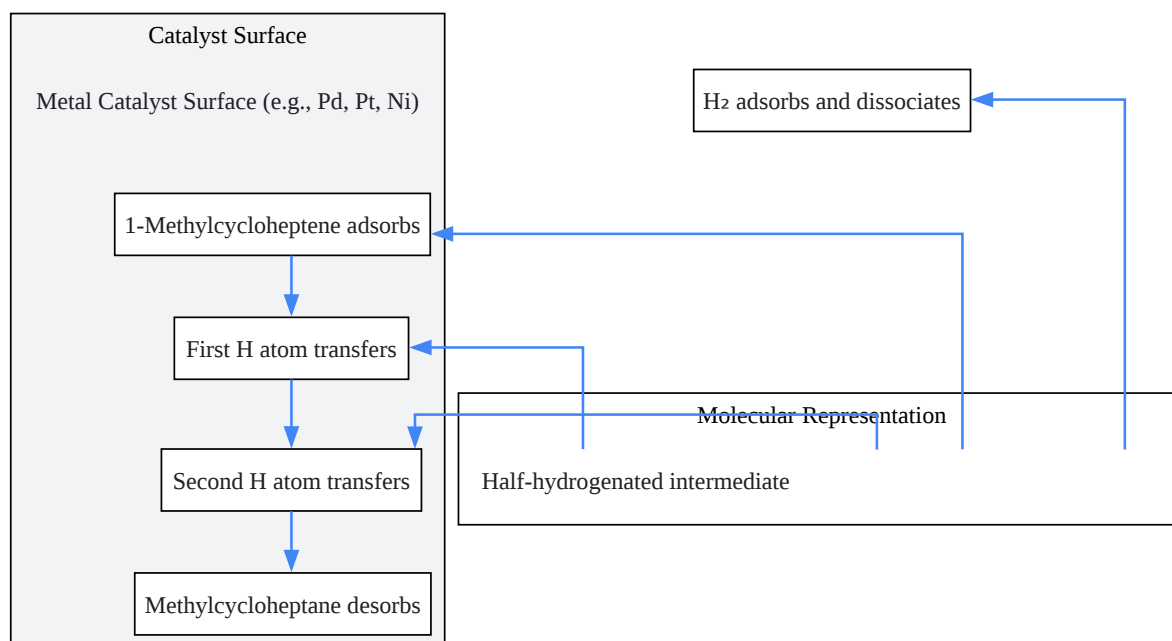 Catalyst Surface
Metal Catalyst Surface (e.g., Pd, Pt, Ni)
H₂ adsorbs and dissociates
1-Methylcycloheptene adsorbs
First H atom transfers
Molecular Representation
Second H atom transfers
Half-hydrogenated intermediate
Methylcycloheptane desorbs